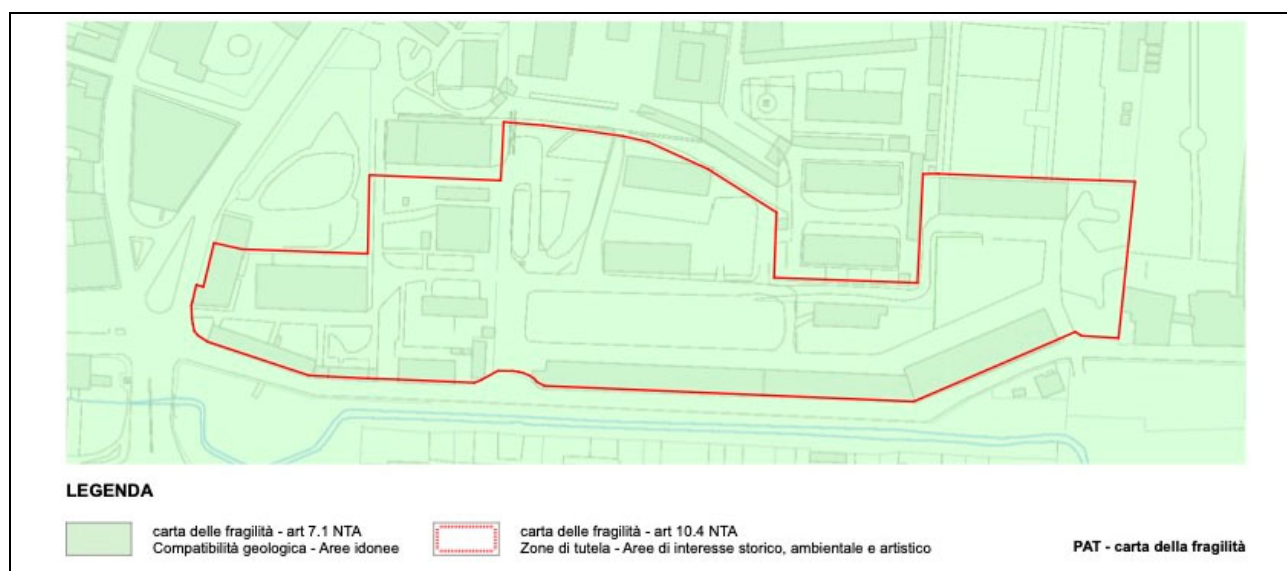 LEGENDA
carta delle fragilità - art 7.1 NTA
Compatibilità geologica - Aree idonee
carta delle fragilità - art 10.4 NTA
Zone di tutela - Aree di interesse storico, ambientale e artistico
PAT - carta della fragilità